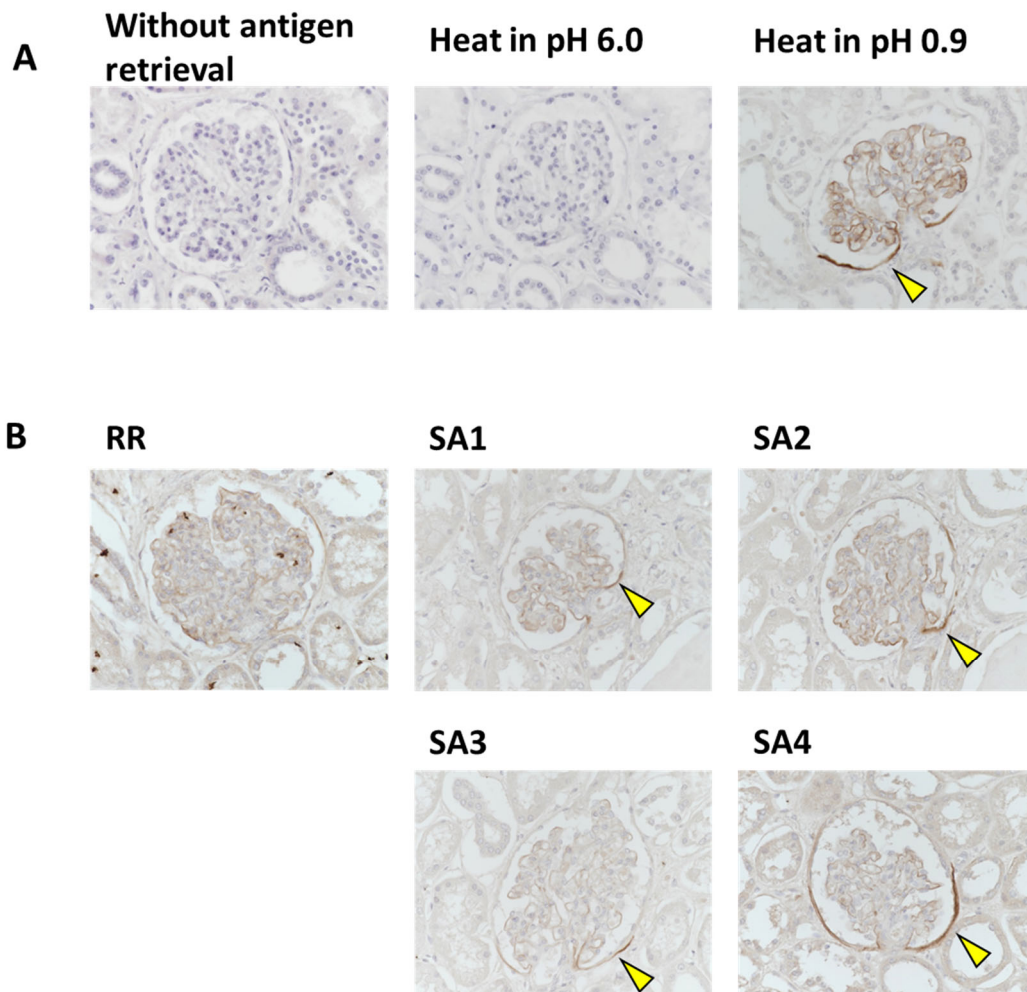 A
Without antigen
retrieval
Heat in pH 6.0
Heat in pH 0.9
B
RR
SA1
SA2
SA3
SA4